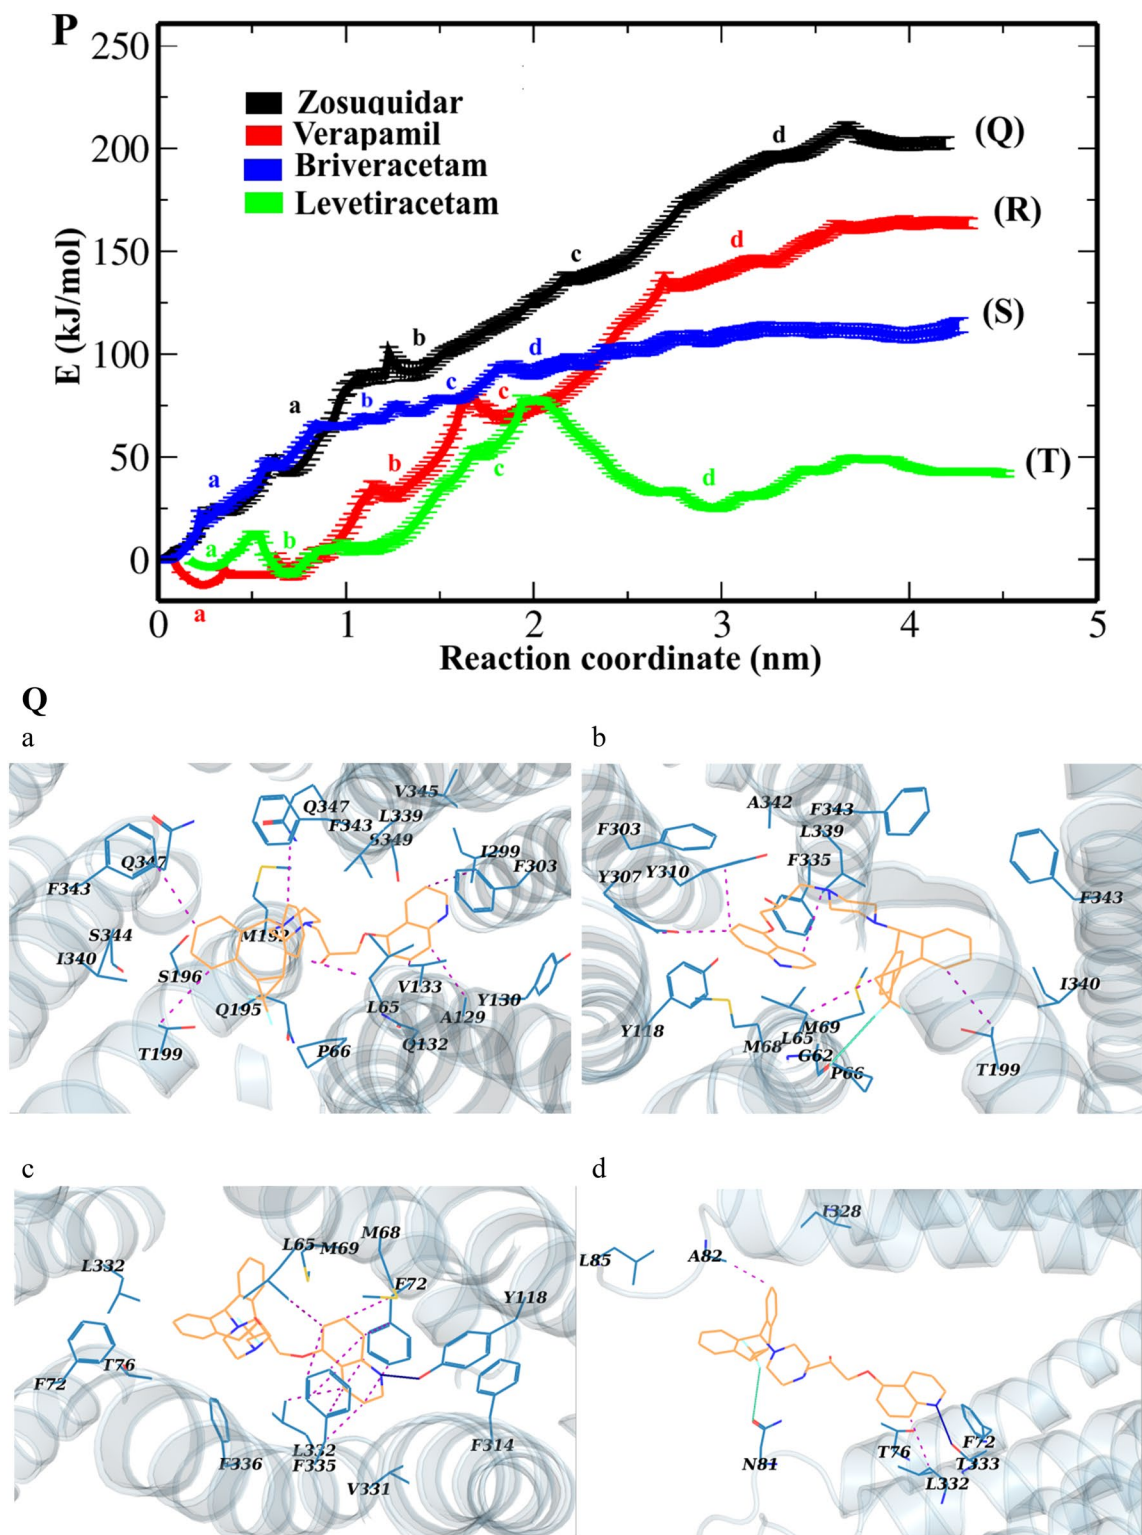 P
250
200
150
100
50
0
E (kJ/mol)
Zosuquidar
Verapamil
Briveracetam
Levetiracetam
a
b
c
d
(Q)
a
b
c
d
(R)
a
b
c
d
(S)
a
b
c
d
(T)
0 1 2 3 4 5
Reaction coordinate (nm)
Q
a
Q347
F343
V345
L339
S349
I299
F303
Q347
F343
S344
I340
M192
S196
Q195
T199
V133
L65
A129
Y130
Q132
P66
b
A342
F343
L339
F303
F335
Y307
Y310
F343
I340
Y118
M69
L65
M68
G62
P66
T199
c
M68
L65
M69
L332
F72
Y118
T76
F72
L332
F336
F335
F314
V331
d
I328
L85
A82
N81
T76
F72
T333
L332